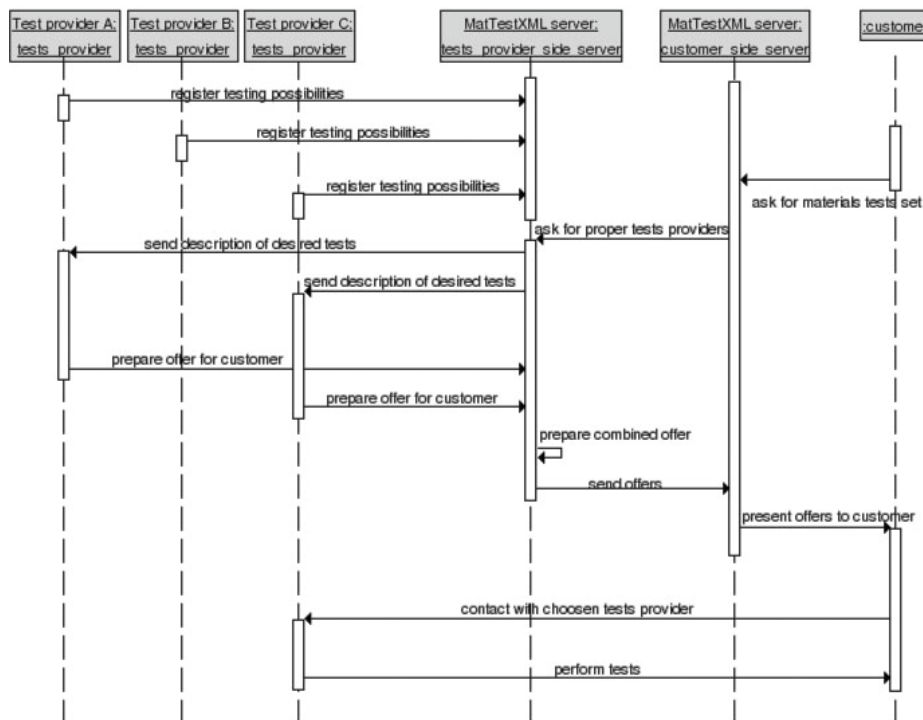 Test provider A:
tests_provider
Test provider B:
tests_provider
Test provider C:
tests_provider
MatTestXML server:
tests_provider_side_server
MatTestXML server:
customer_side_server
:custome
register testing possibilities
register testing possibilities
register testing possibilities
ask for materials tests set
ask for proper tests providers
send description of desired tests
send description of desired tests
prepare offer for customer
prepare offer for customer
prepare combined offer
send offers
present offers to customer
contact with choosen tests provider
perform tests